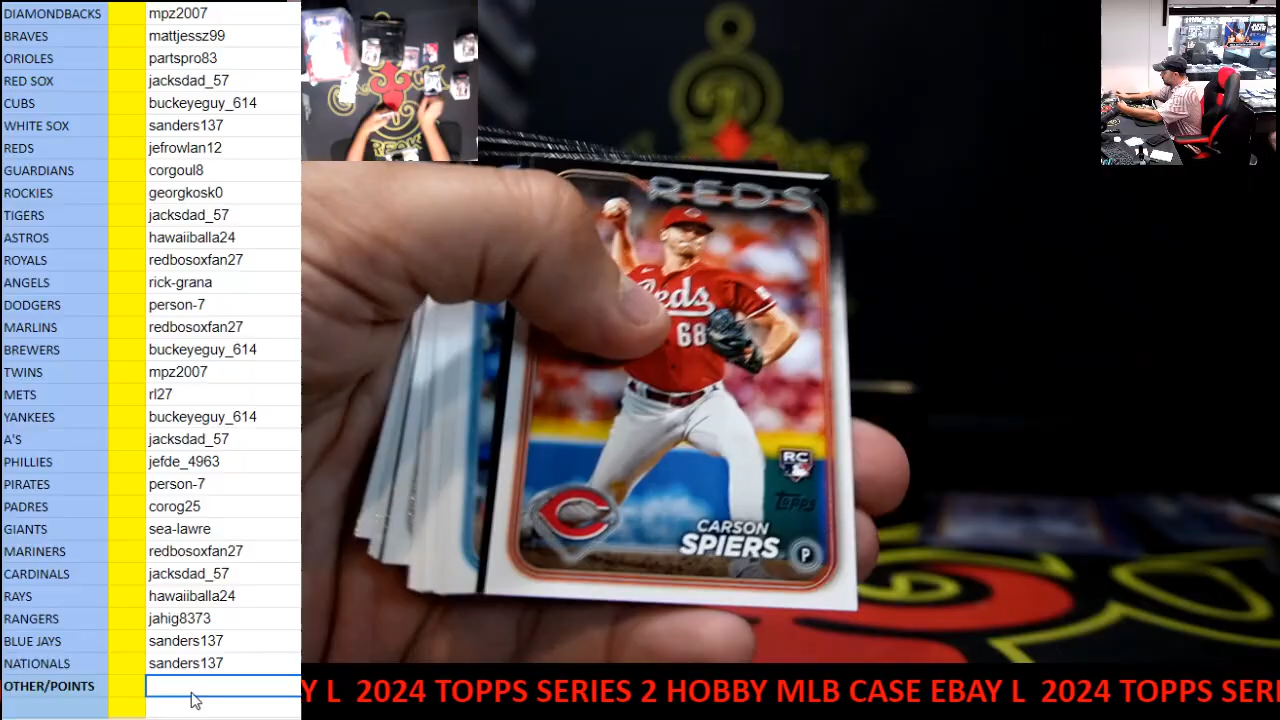 DIAMONDBACKS mpz2007
BRAVES mattjessz99
ORIOLES partspro83
RED SOX jacksdad_57
CUBS buckeyeguy_614
WHITE SOX sanders137
REDS jefrowlan12
GUARDIANS corgoul8
ROCKIES georgkosk0
TIGERS jacksdad_57
ASTROS hawaiiballa24
ROYALS redbosoxfan27
ANGELS rick-grana
DODGERS person-7
MARLINS redbosoxfan27
BREWERS buckeyeguy_614
TWINS mpz2007
METS rl27
YANKEES buckeyeguy_614
A'S jacksdad_57
PHILLIES jefde_4963
PIRATES person-7
PADRES corog25
GIANTS sea-lawre
MARINERS redbosoxfan27
CARDINALS jacksdad_57
RAYS hawaiiballa24
RANGERS jahig8373
BLUE JAYS sanders137
NATIONALS sanders137
OTHER/POINTS
REDS
Reds
68
RC
Topps
C
CARSON
SPIERS
P
Y L 2024 TOPPS SERIES 2 HOBBY MLB CASE EBAY L 2024 TOPPS SERI